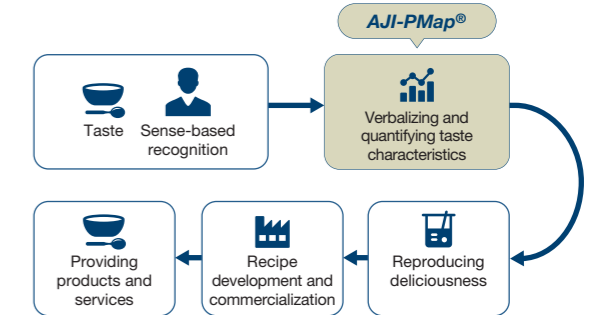 AJI-PMap®
Taste
Sense-based
recognition
Verbalizing and
quantifying taste
characteristics
Providing
products and
services
Recipe
development and
commercialization
Reproducing
deliciousness